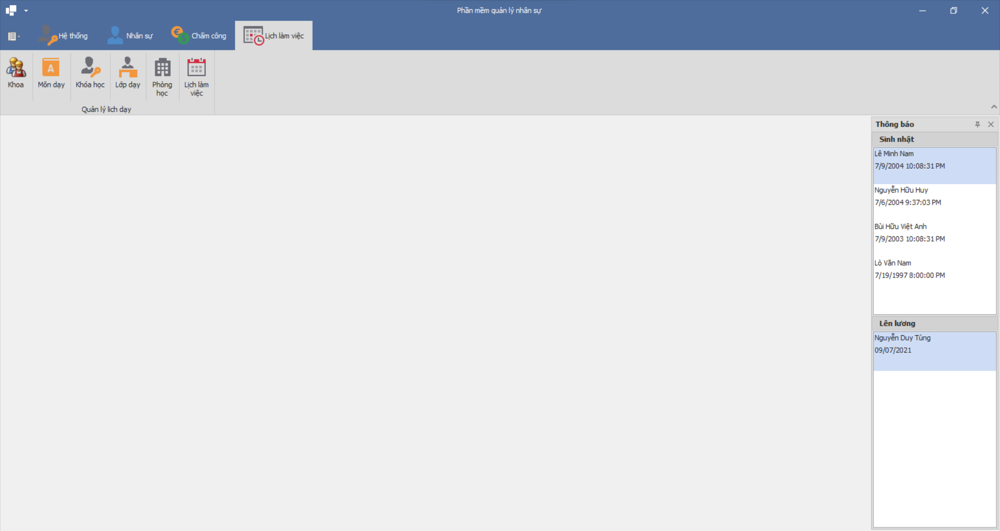 Phần mềm quản lý nhân sự
Hệ thống
Nhân sự
Chấm công
Lịch làm việc
Khoa
A
Môn dạy
Khóa học
Lớp dạy
Phòng
học
Lịch làm
việc
Quản lý lich dạy
Thông báo
Sinh nhật
Lê Minh Nam
7/9/2004 10:08:31 PM
Nguyễn Hữu Huy
7/6/2004 9:37:03 PM
Bùi Hữu Việt Anh
7/9/2003 10:08:31 PM
Lò Văn Nam
7/19/1997 8:00:00 PM
Lên lương
Nguyễn Duy Tùng
09/07/2021